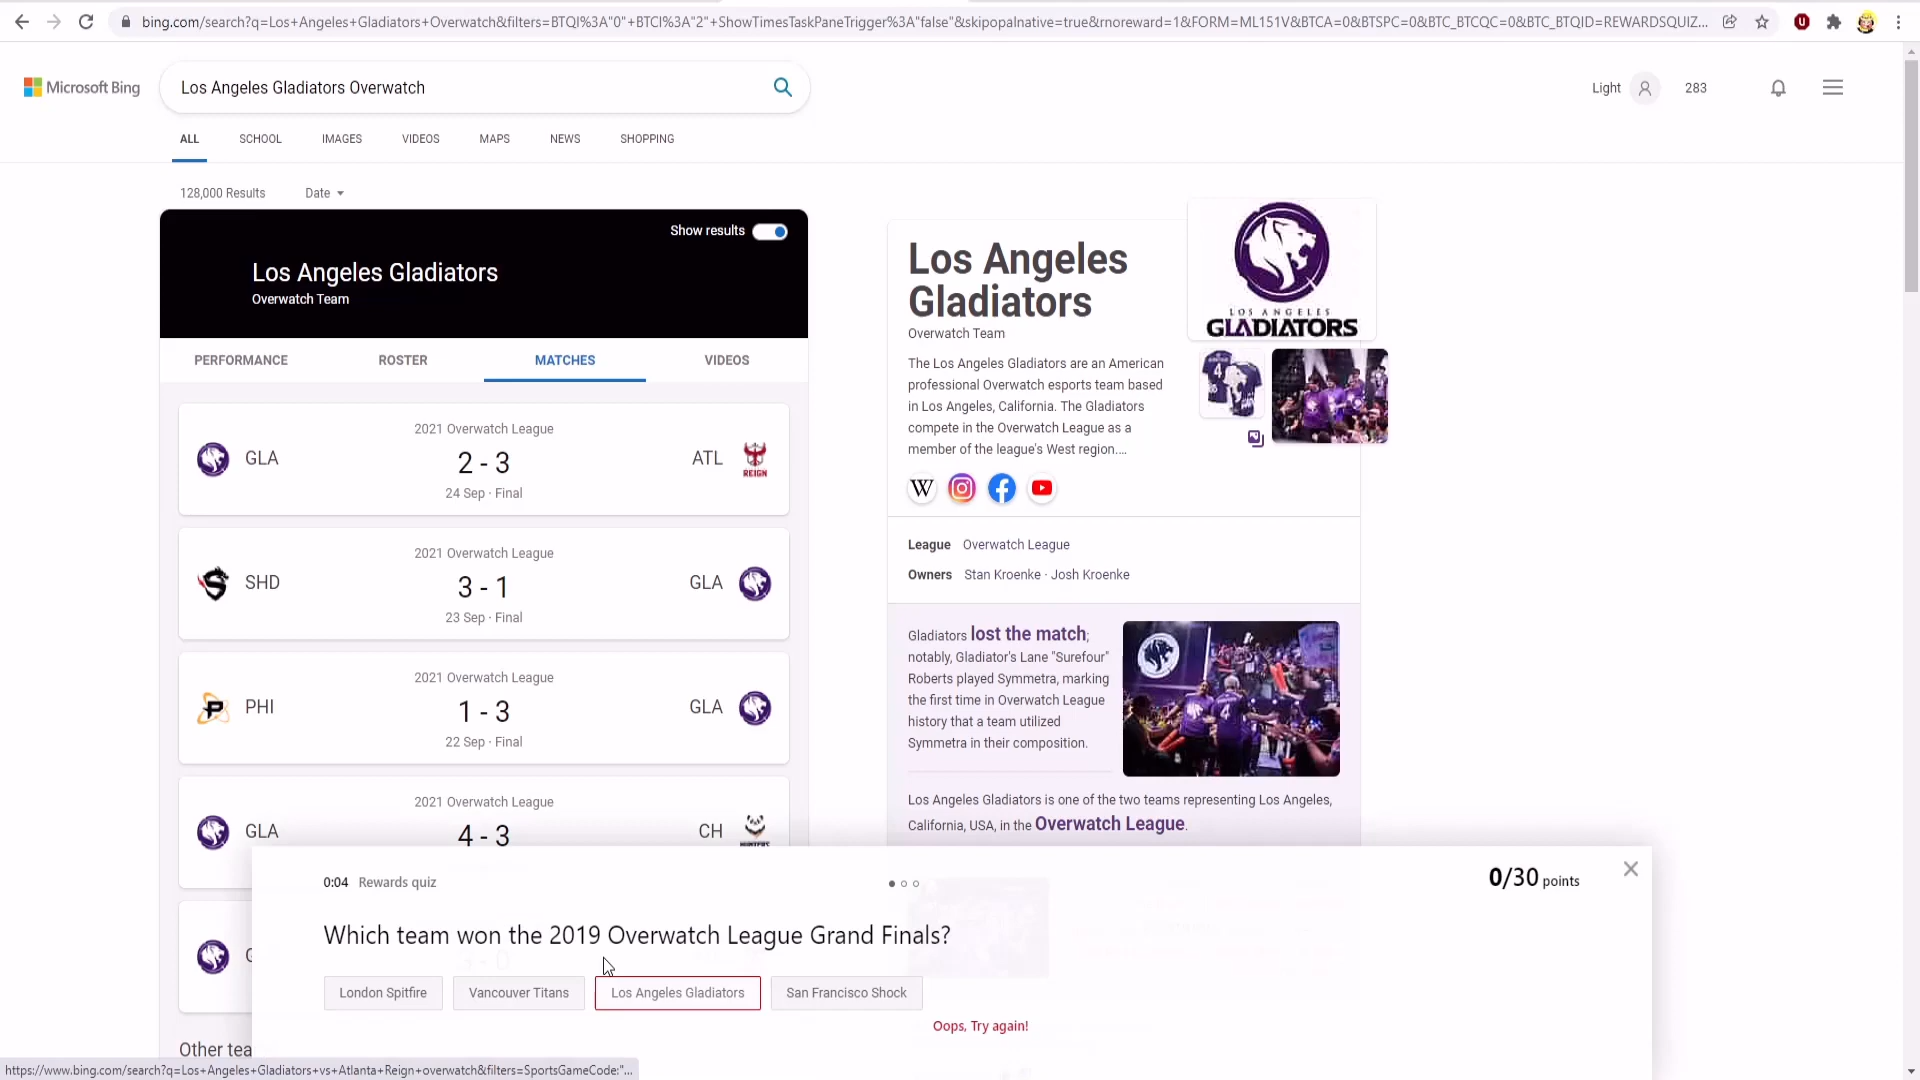 bing.com/search?q=Los+Angeles+Gladiators+Overwatch&filters=BTQI%3A"0"+BTCI%3A"2"+ShowTimesTaskPaneTrigger%3A"false"&skipopalnative=true&rnoreward=1&FORM=ML151V&BTCA=0&BTSPC=0&BTC_BTCQC=0&BTC_BTQID=REWARDSQUIZ...
Microsoft Bing
Los Angeles Gladiators Overwatch
Light
283
ALL SCHOOL IMAGES VIDEOS MAPS NEWS SHOPPING
128,000 Results Date
Show results
Los Angeles Gladiators
Overwatch Team
PERFORMANCE ROSTER MATCHES VIDEOS
2021 Overwatch League
GLA 2 - 3 ATL
REIGN
24 Sep · Final
2021 Overwatch League
SHD 3 - 1 GLA
23 Sep · Final
2021 Overwatch League
PHI 1 - 3 GLA
22 Sep · Final
2021 Overwatch League
GLA 4 - 3 CH
HUNTERS
Other tea
Los Angeles
Gladiators
Overwatch Team
LOS ANGELES
GLADIATORS
The Los Angeles Gladiators are an American
professional Overwatch esports team based
in Los Angeles, California. The Gladiators
compete in the Overwatch League as a
member of the league's West region....
W
League Overwatch League
Owners Stan Kroenke · Josh Kroenke
Gladiators lost the match;
notably, Gladiator's Lane "Surefour"
Roberts played Symmetra, marking
the first time in Overwatch League
history that a team utilized
Symmetra in their composition.
Los Angeles Gladiators is one of the two teams representing Los Angeles,
California, USA, in the Overwatch League.
0:04 Rewards quiz
0/30 points
Which team won the 2019 Overwatch League Grand Finals?
London Spitfire Vancouver Titans Los Angeles Gladiators San Francisco Shock
Oops, Try again!
https://www.bing.com/search?q=Los+Angeles+Gladiators+vs+Atlanta+Reign+overwatch&filters=SportsGameCode:"...